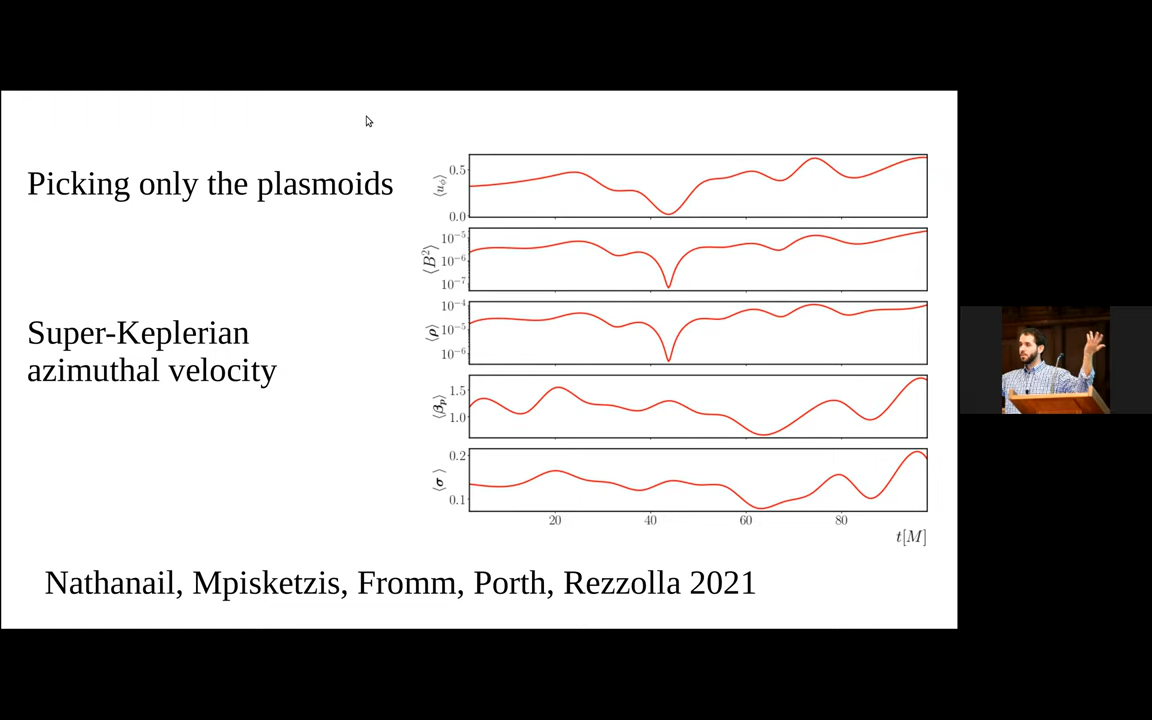 Picking only the plasmoids
Super-Keplerian
azimuthal velocity
⟨u_ϕ⟩
0.5
0.0
⟨B²⟩
10⁻⁵
10⁻⁶
10⁻⁷
⟨ρ⟩
10⁻⁴
10⁻⁵
10⁻⁶
⟨β_p⟩
1.5
1.0
⟨σ⟩
0.2
0.1
20 40 60 80
t[M]
Nathanail, Mpisketzis, Fromm, Porth, Rezzolla 2021